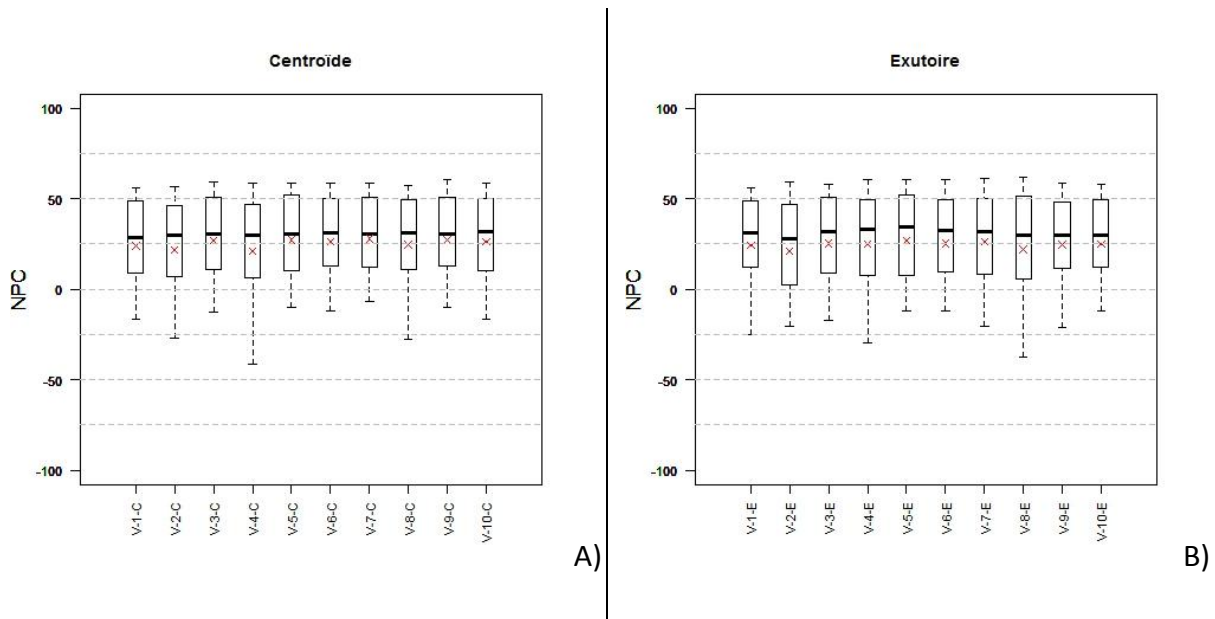 Centroïde
NPC
100
50
0
-50
-100
V-1-C
V-2-C
V-3-C
V-4-C
V-5-C
V-6-C
V-7-C
V-8-C
V-9-C
V-10-C
A)
Exutoire
NPC
100
50
0
-50
-100
V-1-E
V-2-E
V-3-E
V-4-E
V-5-E
V-6-E
V-7-E
V-8-E
V-9-E
V-10-E
B)